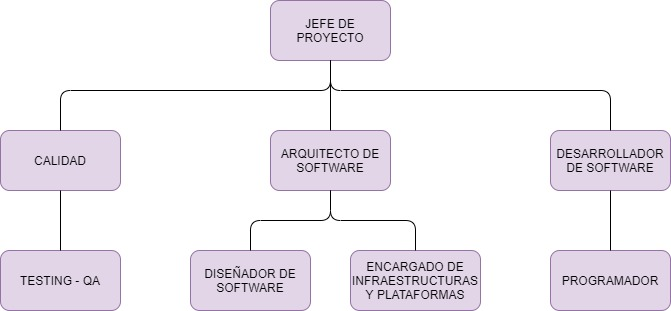 JEFE DE
PROYECTO
CALIDAD
ARQUITECTO DE
SOFTWARE
DESARROLLADOR
DE SOFTWARE
TESTING - QA
DISEÑADOR DE
SOFTWARE
ENCARGADO DE
INFRAESTRUCTURAS
Y PLATAFORMAS
PROGRAMADOR